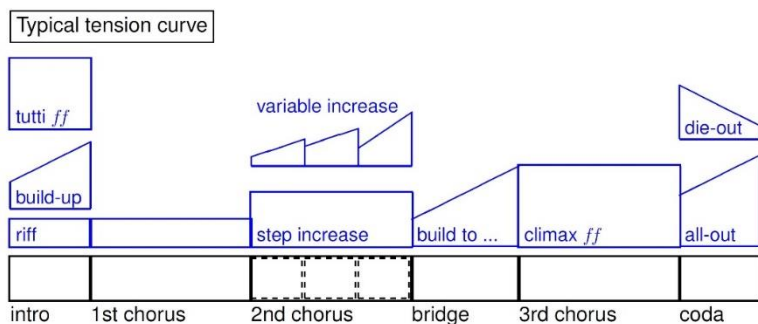 Typical tension curve
tutti ff
variable increase
die-out
build-up
riff
step increase
build to ...
climax ff
all-out
intro
1st chorus
2nd chorus
bridge
3rd chorus
coda